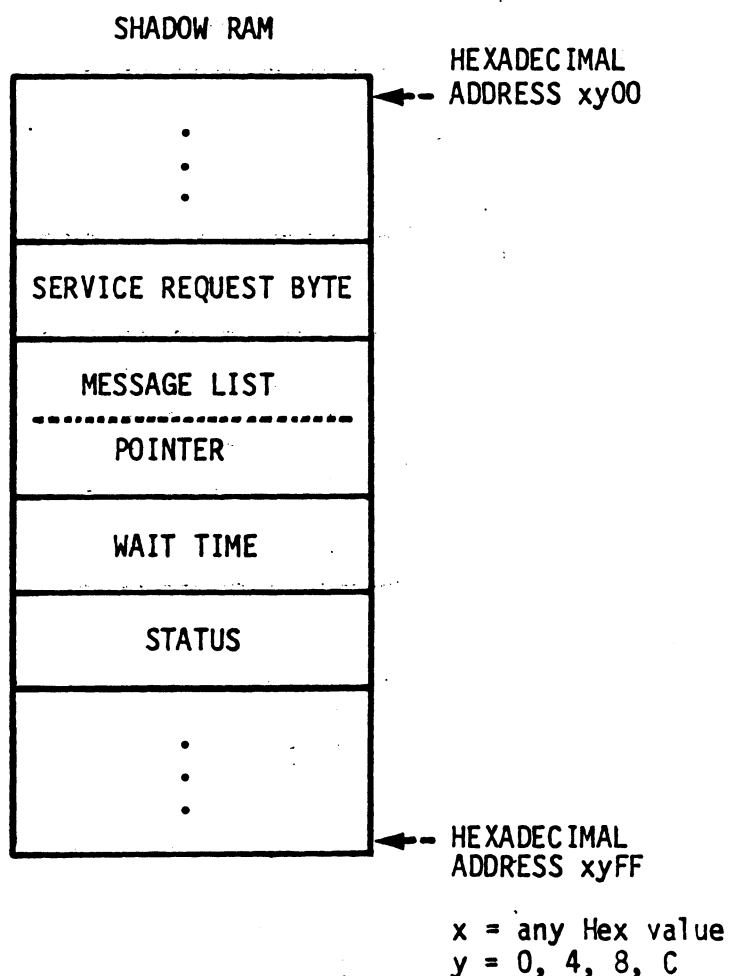 SHADOW RAM
HEXADECIMAL
ADDRESS xy00
SERVICE REQUEST BYTE
MESSAGE LIST
POINTER
WAIT TIME
STATUS
HEXADECIMAL
ADDRESS xyFF
x = any Hex value
y = 0, 4, 8, C